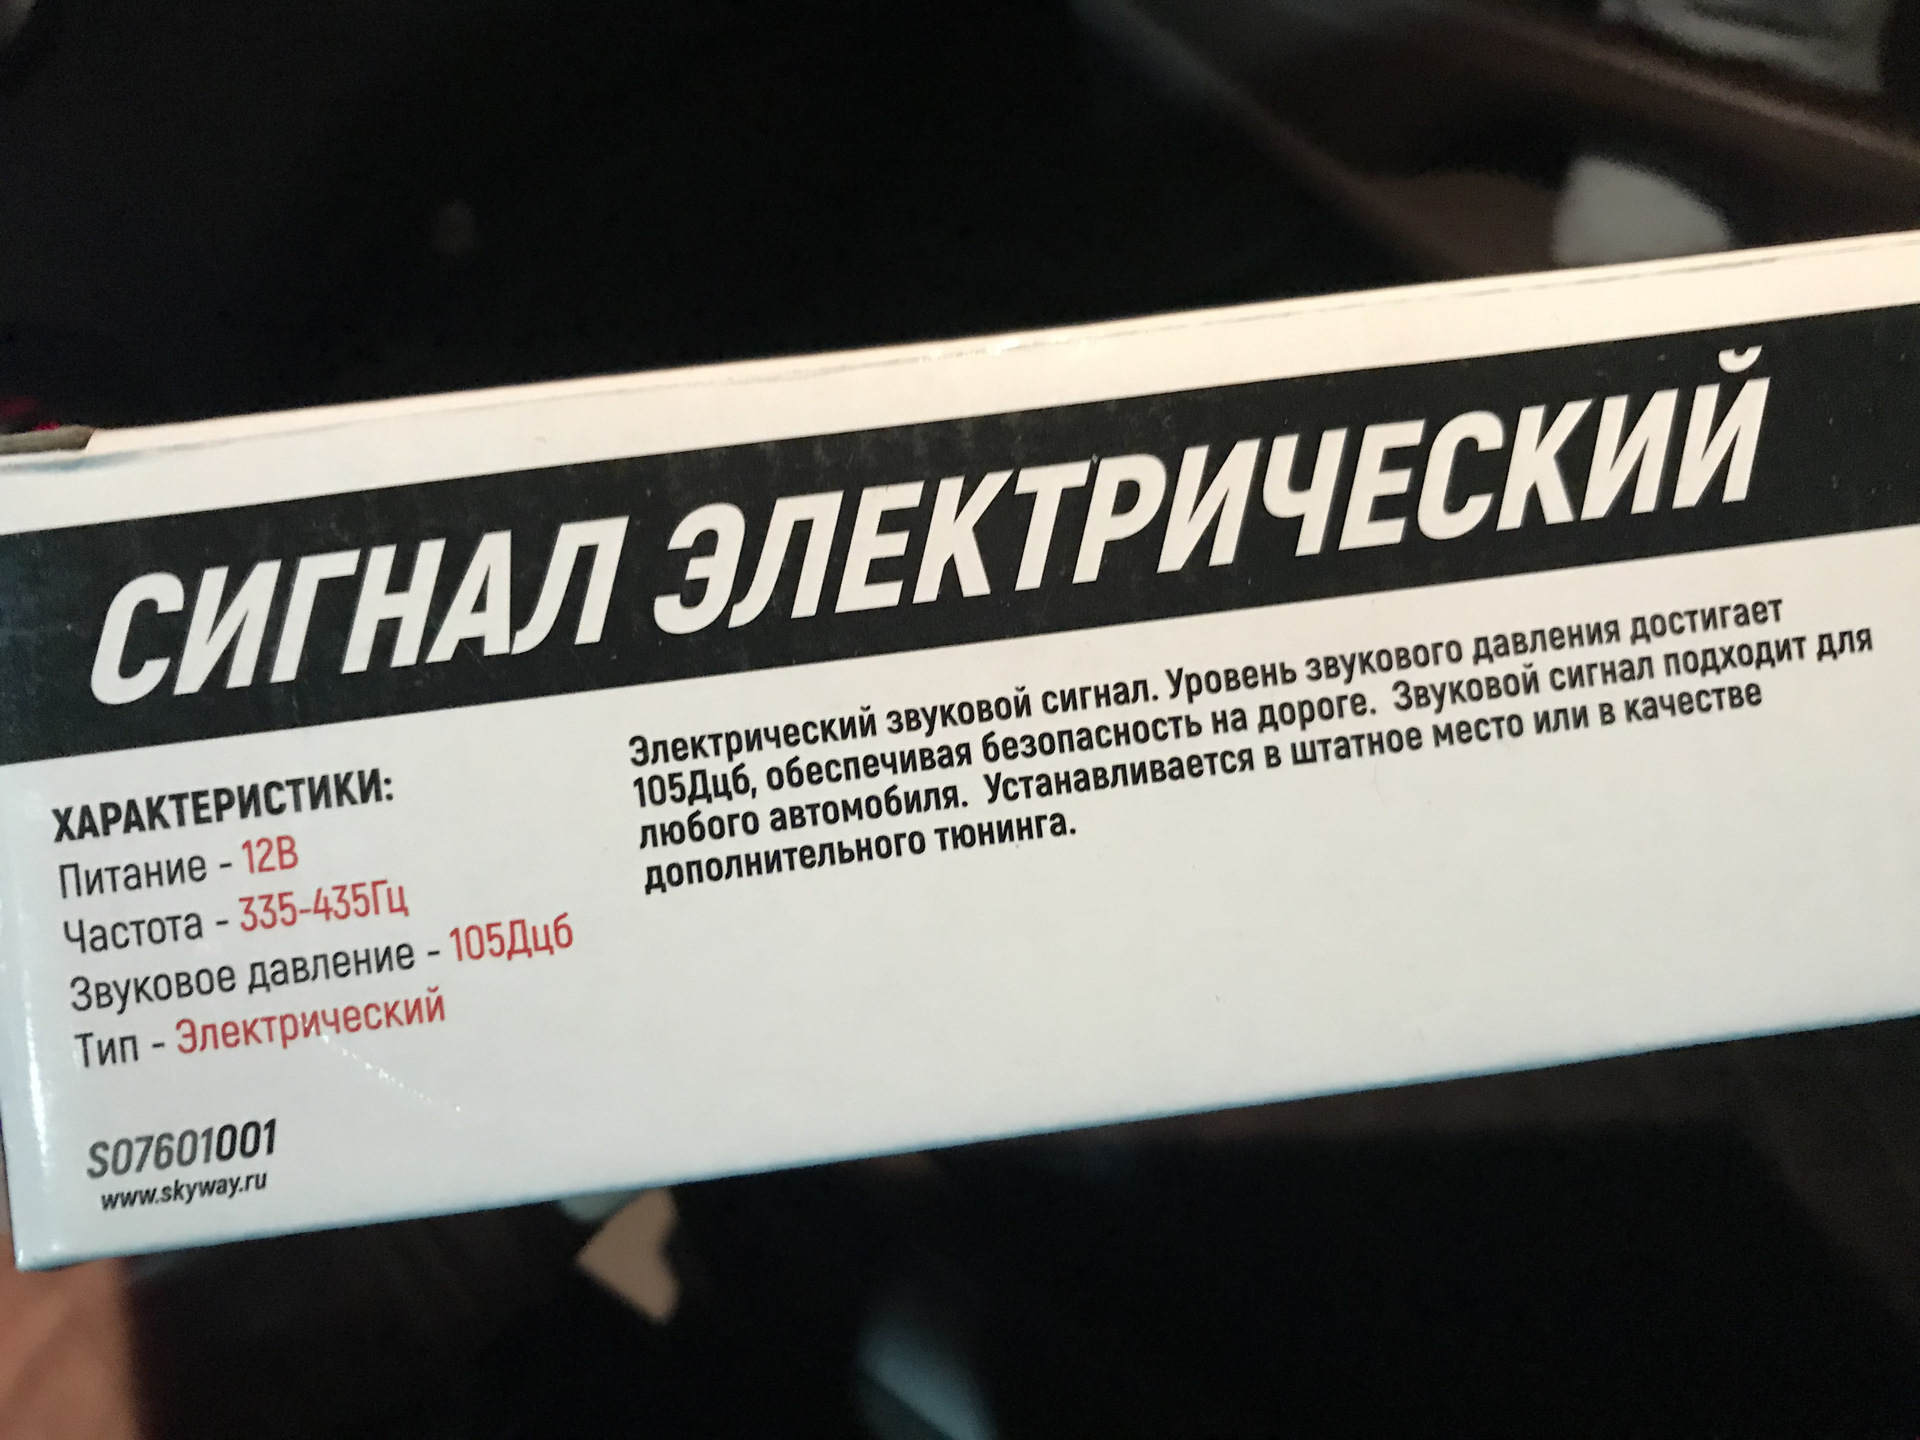 СИГНАЛ ЭЛЕКТРИЧЕСКИЙ
ХАРАКТЕРИСТИКИ:
Питание - 12В
Частота - 335-435Гц
Звуковое давление - 105Дцб
Тип - Электрический
Электрический звуковой сигнал. Уровень звукового давления достигает
105Дцб, обеспечивая безопасность на дороге. Звуковой сигнал подходит для
любого автомобиля. Устанавливается в штатное место или в качестве
дополнительного тюнинга.
S07601001
www.skyway.ru